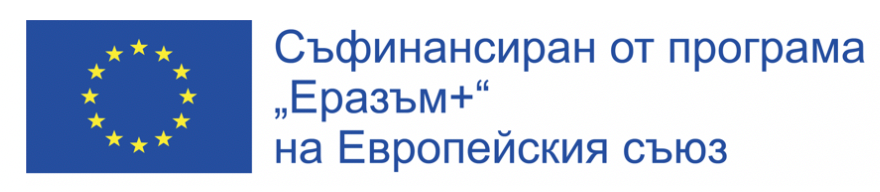 Съфинансиран от програма
„Еразъм+“
на Европейския съюз